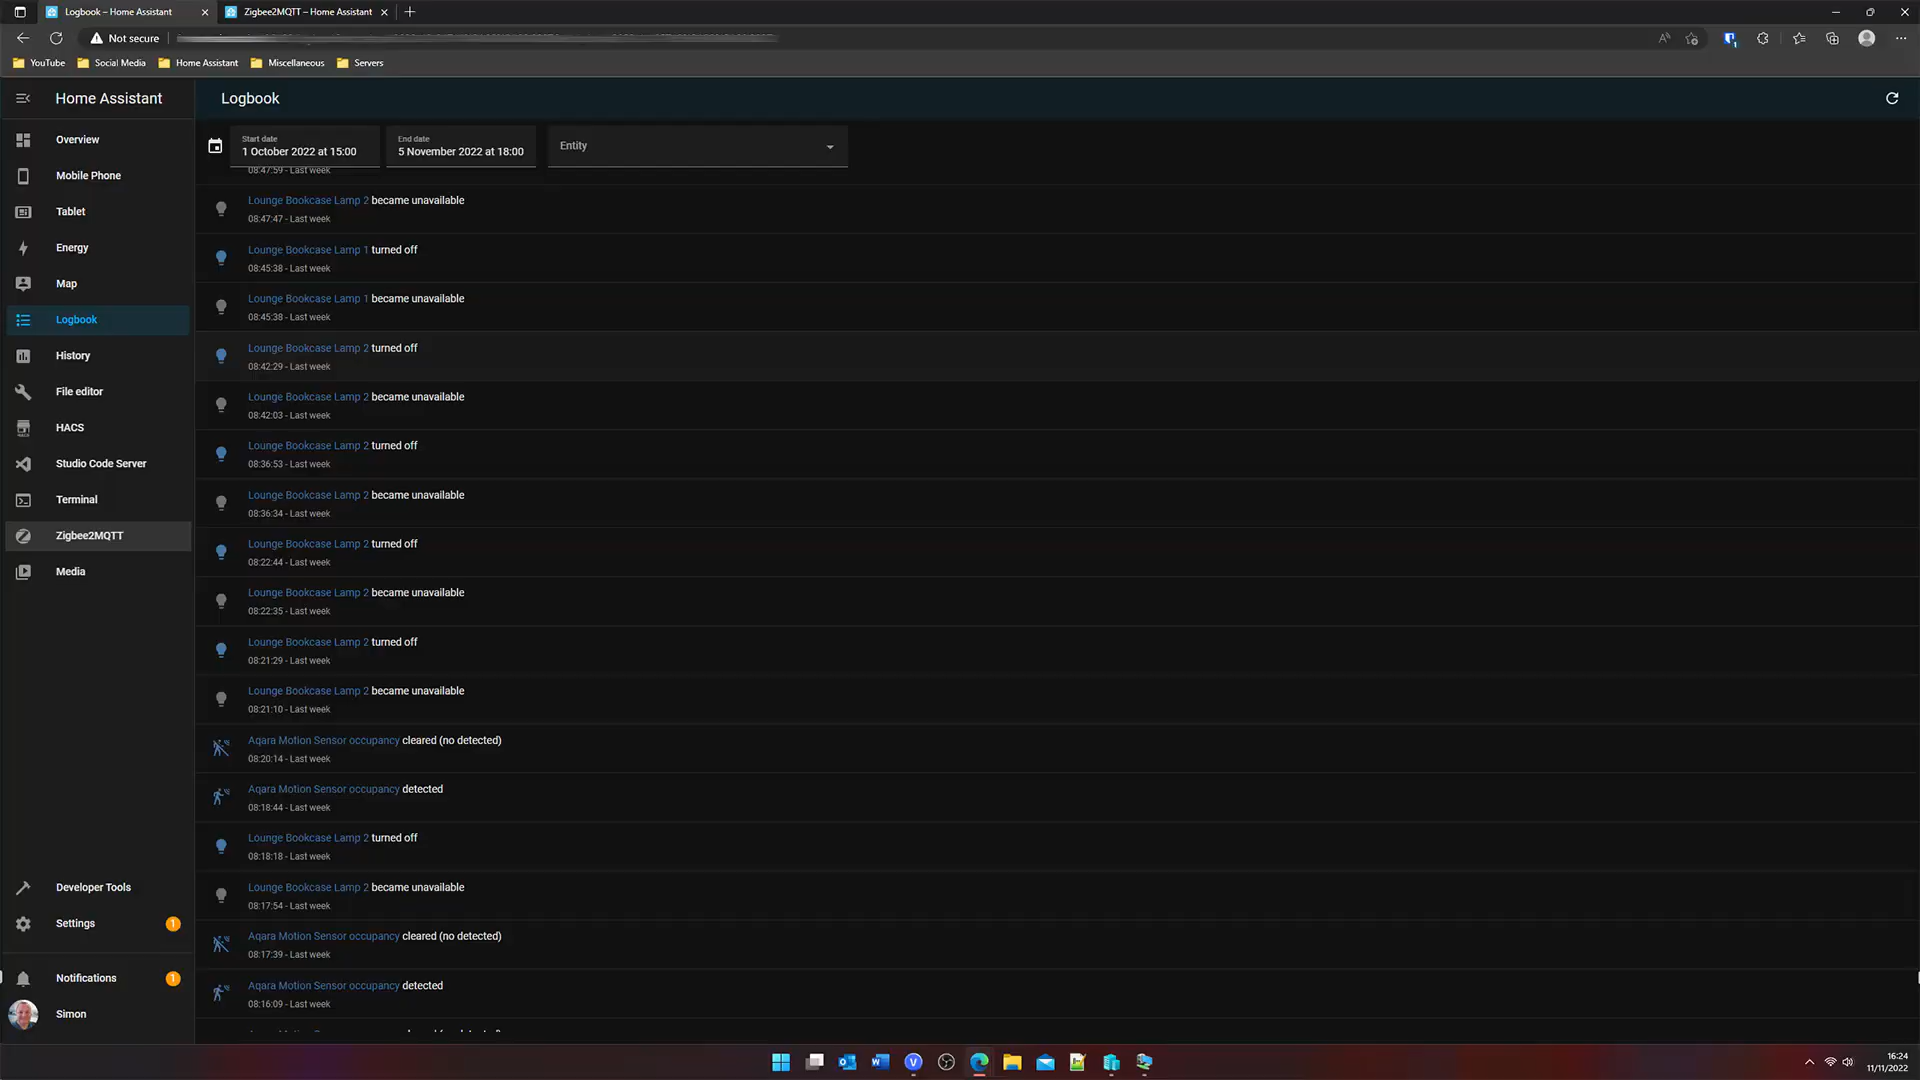 Logbook – Home Assistant
Zigbee2MQTT – Home Assistant
Not secure
YouTube
Social Media
Home Assistant
Miscellaneous
Servers
Home Assistant
Logbook
Overview
Mobile Phone
Tablet
Energy
Map
Logbook
History
File editor
HACS
Studio Code Server
Terminal
Zigbee2MQTT
Media
Developer Tools
Settings
1
Notifications
1
Simon
Start date
1 October 2022 at 15:00
End date
5 November 2022 at 18:00
Entity
08:47:59 - Last week
Lounge Bookcase Lamp 2 became unavailable
08:47:47 - Last week
Lounge Bookcase Lamp 1 turned off
08:45:38 - Last week
Lounge Bookcase Lamp 1 became unavailable
08:45:38 - Last week
Lounge Bookcase Lamp 2 turned off
08:42:29 - Last week
Lounge Bookcase Lamp 2 became unavailable
08:42:03 - Last week
Lounge Bookcase Lamp 2 turned off
08:36:53 - Last week
Lounge Bookcase Lamp 2 became unavailable
08:36:34 - Last week
Lounge Bookcase Lamp 2 turned off
08:22:44 - Last week
Lounge Bookcase Lamp 2 became unavailable
08:22:35 - Last week
Lounge Bookcase Lamp 2 turned off
08:21:29 - Last week
Lounge Bookcase Lamp 2 became unavailable
08:21:10 - Last week
Aqara Motion Sensor occupancy cleared (no detected)
08:20:14 - Last week
Aqara Motion Sensor occupancy detected
08:18:44 - Last week
Lounge Bookcase Lamp 2 turned off
08:18:18 - Last week
Lounge Bookcase Lamp 2 became unavailable
08:17:54 - Last week
Aqara Motion Sensor occupancy cleared (no detected)
08:17:39 - Last week
Aqara Motion Sensor occupancy detected
08:16:09 - Last week
16:24
11/11/2022